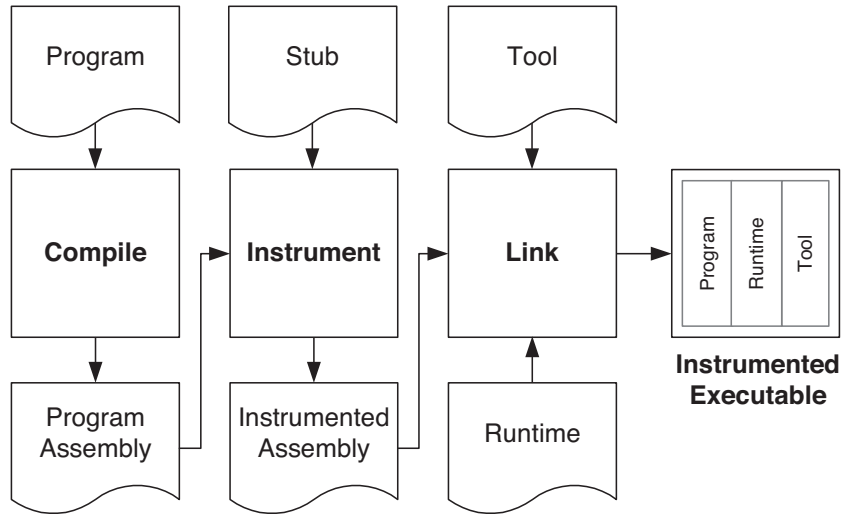 Program
Stub
Tool
Compile
Instrument
Link
Program
Runtime
Tool
Instrumented
Executable
Program
Assembly
Instrumented
Assembly
Runtime